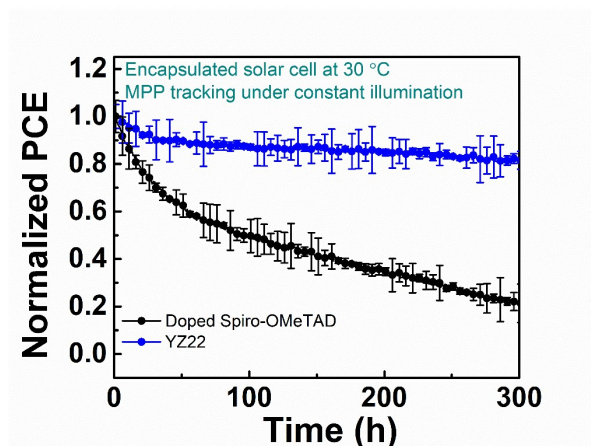 1.2
1.0
0.8
0.6
0.4
0.2
0.0
Normalized PCE
Encapsulated solar cell at 30 °C
MPP tracking under constant illumination
Doped Spiro-OMeTAD
YZ22
0
100
200
300
Time (h)